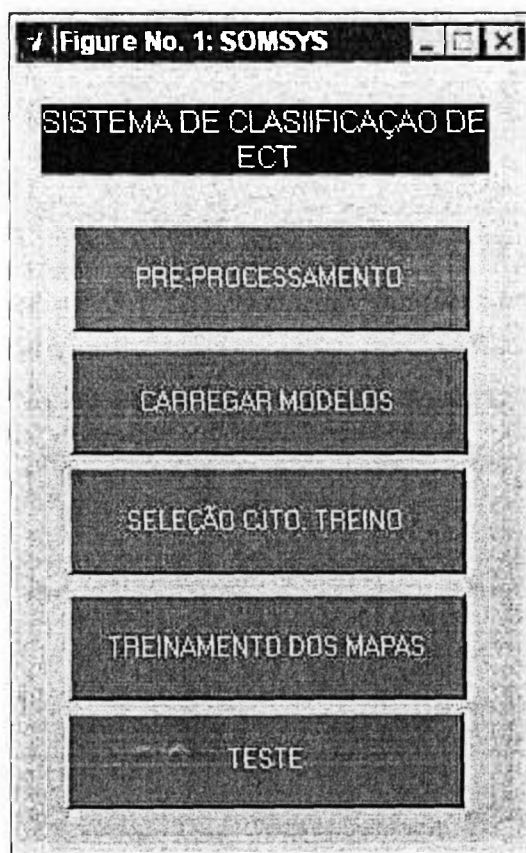 Figure No. 1: SOMSYS
SISTEMA DE CLASIIFICAÇAO DE
ECT
PRE-PROCESSAMENTO
CARREGAR MODELOS
SELEÇÃO CJTO. TREINO
TREINAMENTO DOS MAPAS
TESTE